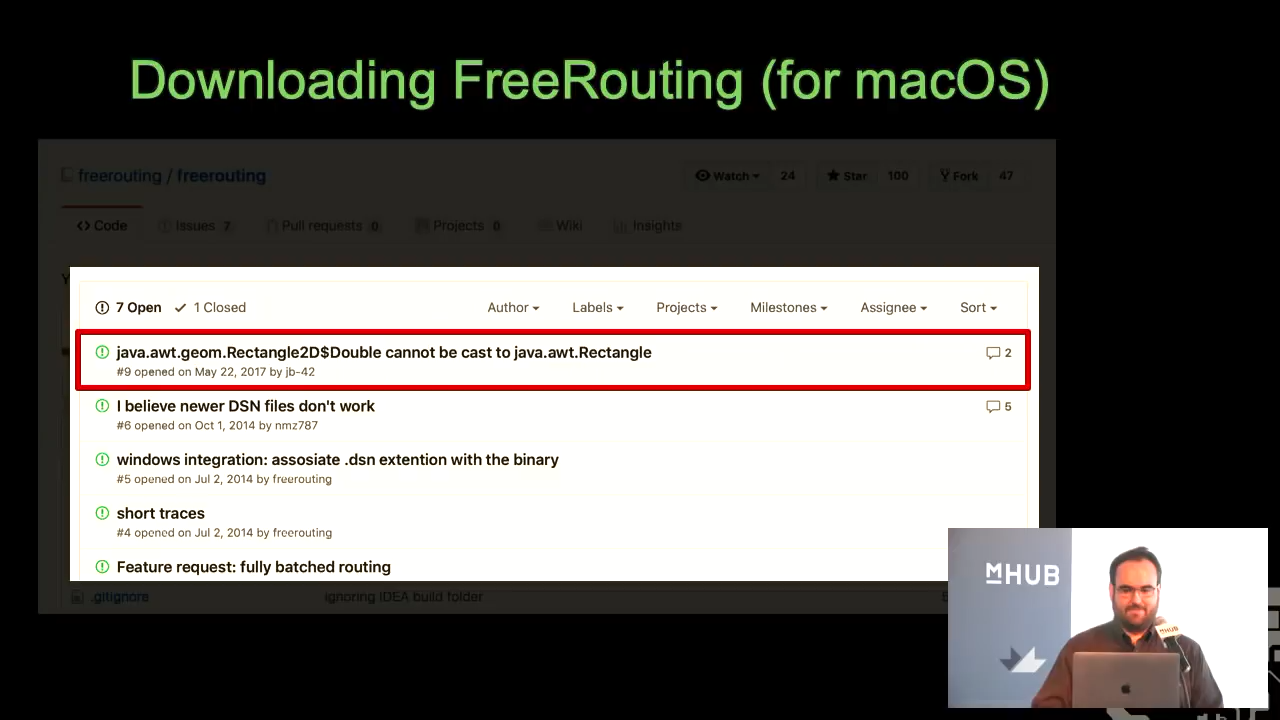 Downloading FreeRouting (for macOS)
freerouting / freerouting
Watch 24 Star 100 Fork 47
Code Issues 7 Pull requests 0 Projects 0 Wiki Insights
7 Open 1 Closed Author Labels Projects Milestones Assignee Sort
java.awt.geom.Rectangle2D$Double cannot be cast to java.awt.Rectangle 2
#9 opened on May 22, 2017 by jb-42
I believe newer DSN files don't work 5
#6 opened on Oct 1, 2014 by nmz787
windows integration: assosiate .dsn extention with the binary
#5 opened on Jul 2, 2014 by freerouting
short traces
#4 opened on Jul 2, 2014 by freerouting
Feature request: fully batched routing
.gitignore ignoring IDEA build folder
MHUB
MHUB